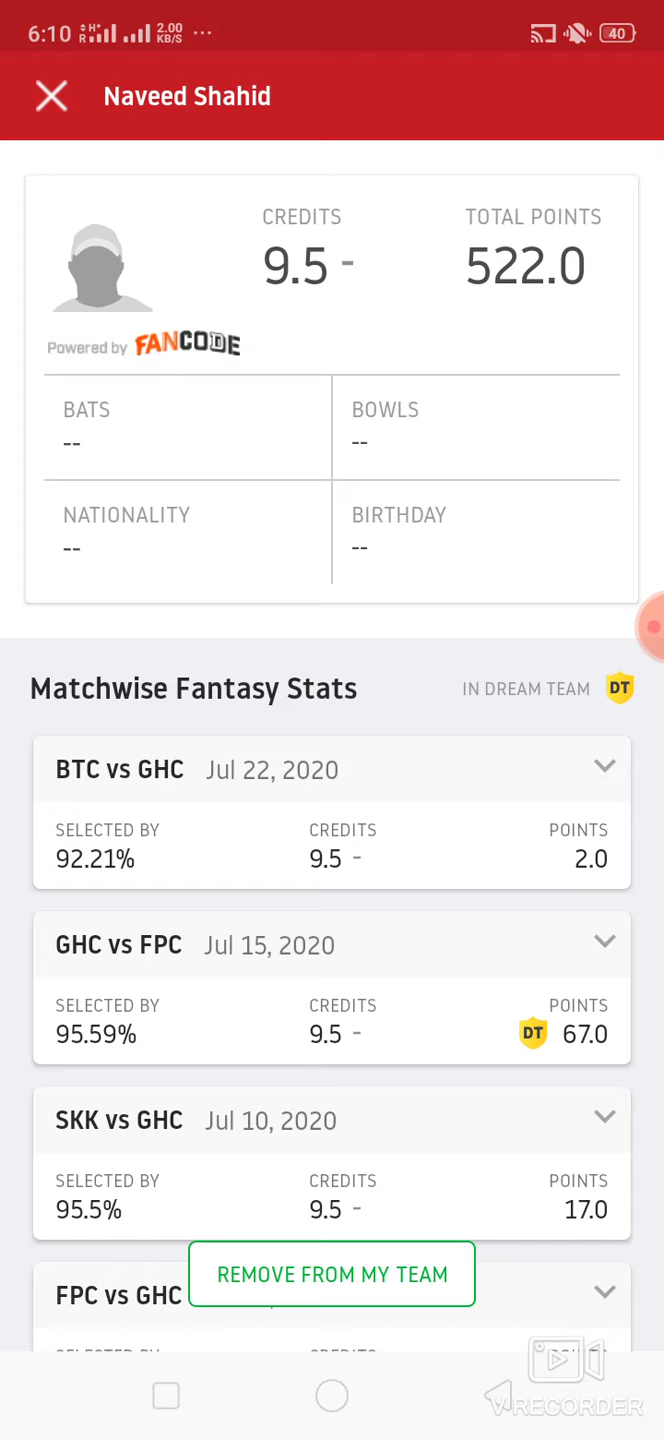 6:10 R H+ 2.00 KB/S ... 40
Naveed Shahid
CREDITS TOTAL POINTS
9.5 - 522.0
Powered by FANCODE
BATS BOWLS
-- --
NATIONALITY BIRTHDAY
-- --
Matchwise Fantasy Stats IN DREAM TEAM DT
BTC vs GHC Jul 22, 2020
SELECTED BY CREDITS POINTS
92.21% 9.5 - 2.0
GHC vs FPC Jul 15, 2020
SELECTED BY CREDITS POINTS
95.59% 9.5 - DT 67.0
SKK vs GHC Jul 10, 2020
SELECTED BY CREDITS POINTS
95.5% 9.5 - 17.0
REMOVE FROM MY TEAM
FPC vs GHC
VRECORDER